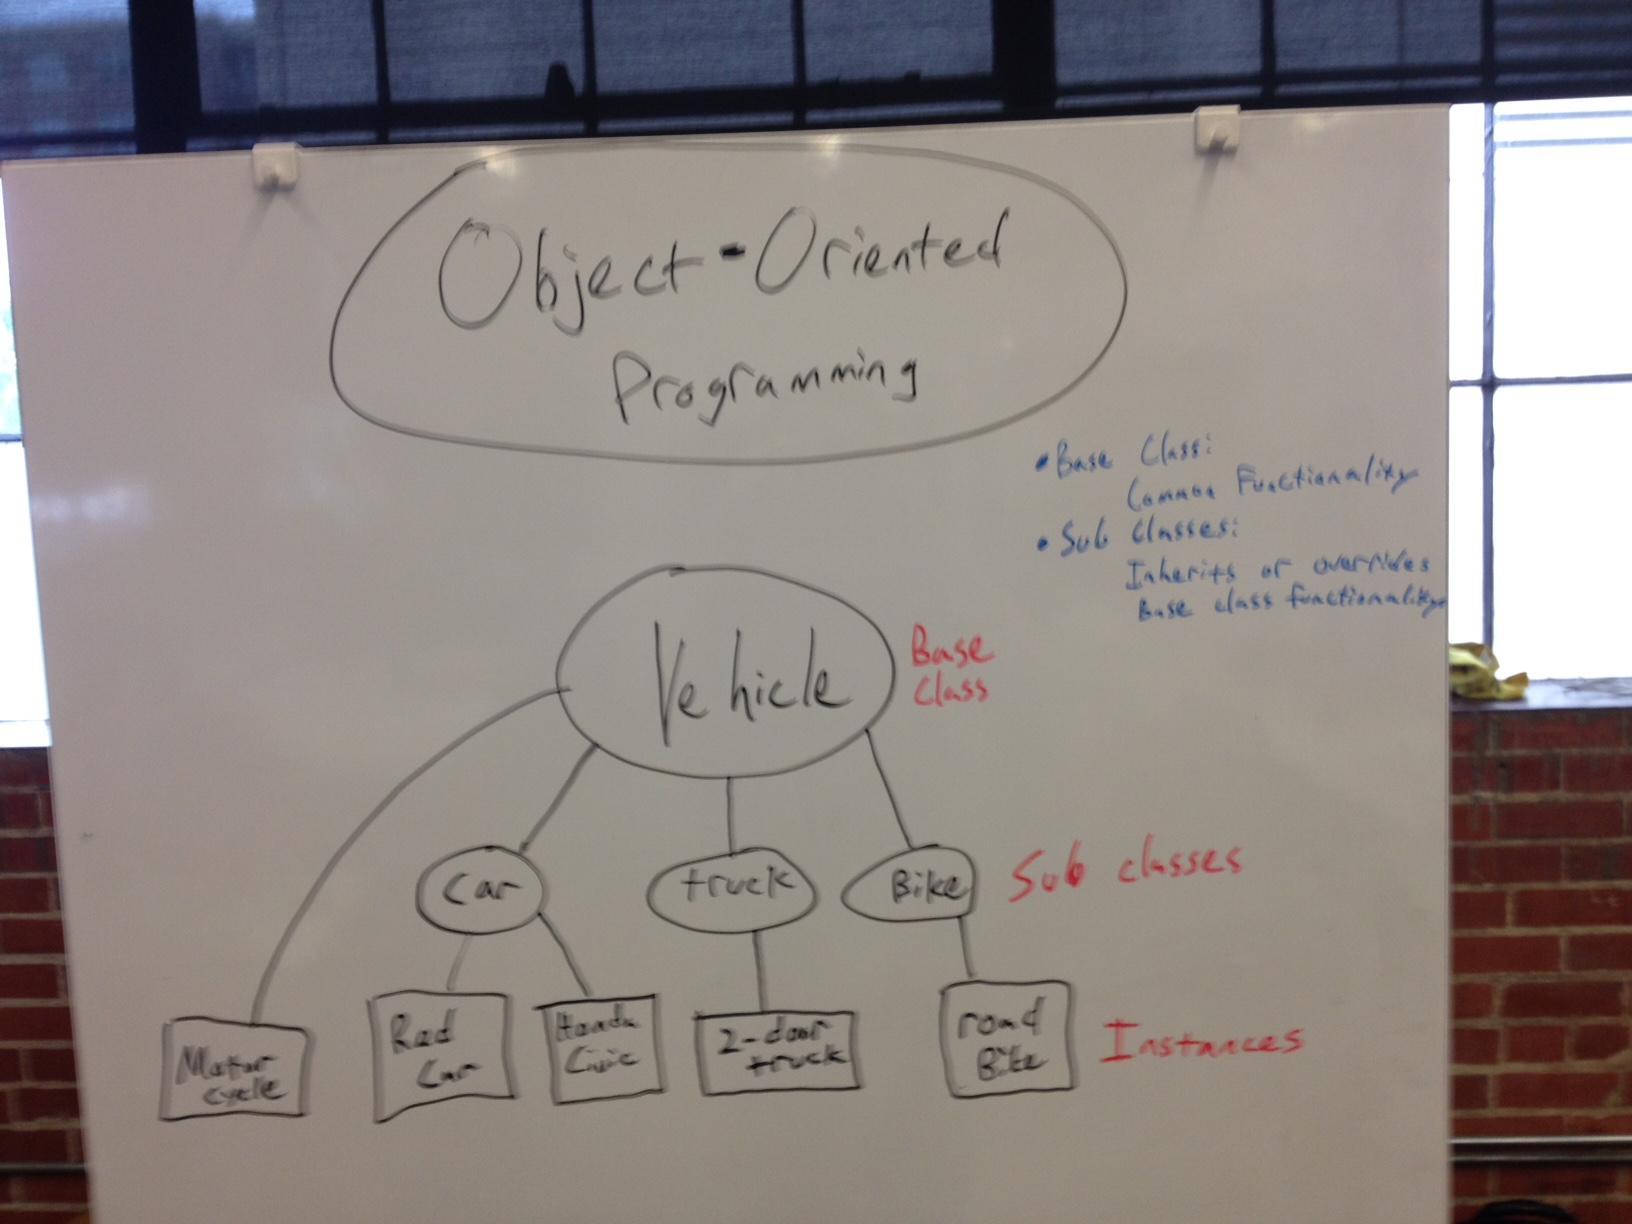 Object-Oriented
Programming
• Base Class:
Common Functionality
• Sub Classes:
Inherits or overrides
Base class functionality
Vehicle
Base
Class
Car
truck
Bike
Sub classes
Motor
cycle
Red
Car
Honda
Civic
2-door
truck
road
Bike
Instances